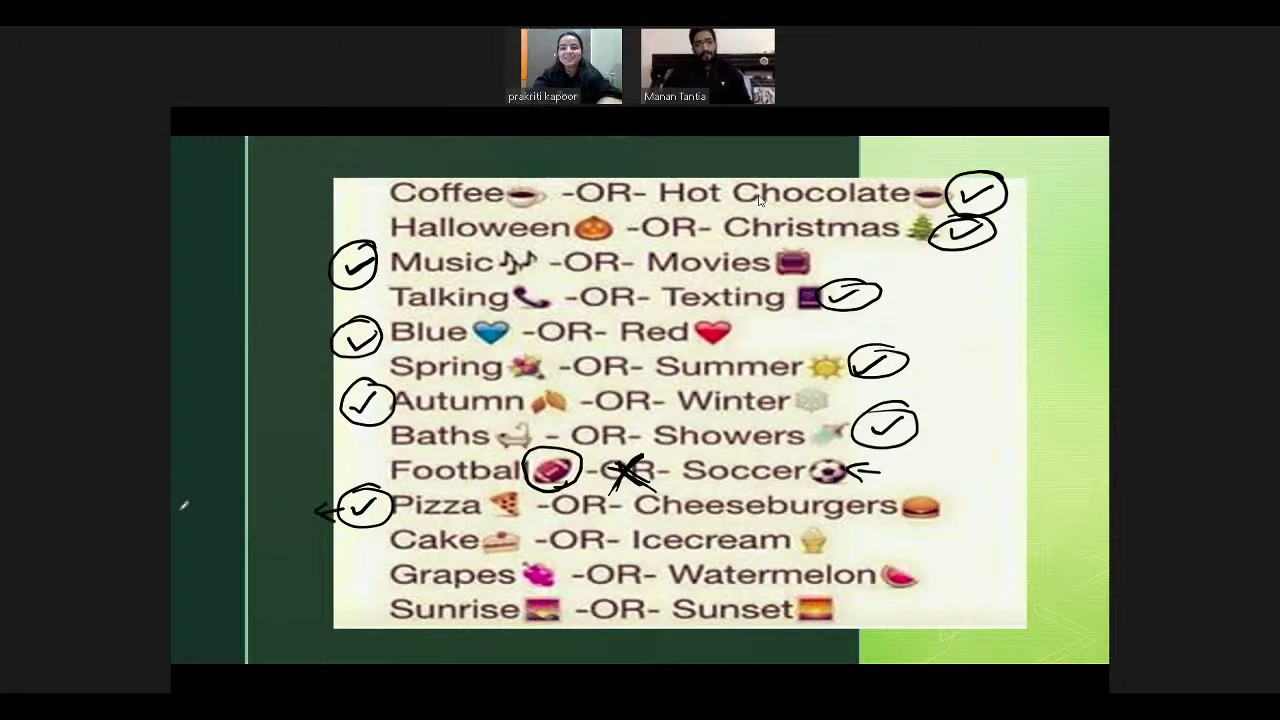 prakriti kapoor
Manan Tantia
Coffee☕ -OR- Hot Chocolate☕
Halloween🎃 -OR- Christmas🎄
Music🎶 -OR- Movies📺
Talking📞 -OR- Texting📱
Blue💙 -OR- Red❤️
Spring💐 -OR- Summer☀️
Autumn🍂 -OR- Winter❄️
Baths🛁 - OR- Showers🚿
Football🏈 -OR- Soccer⚽
Pizza🍕 -OR- Cheeseburgers🍔
Cake🍰 -OR- Icecream🍦
Grapes🍇 -OR- Watermelon🍉
Sunrise🌅 -OR- Sunset🌇